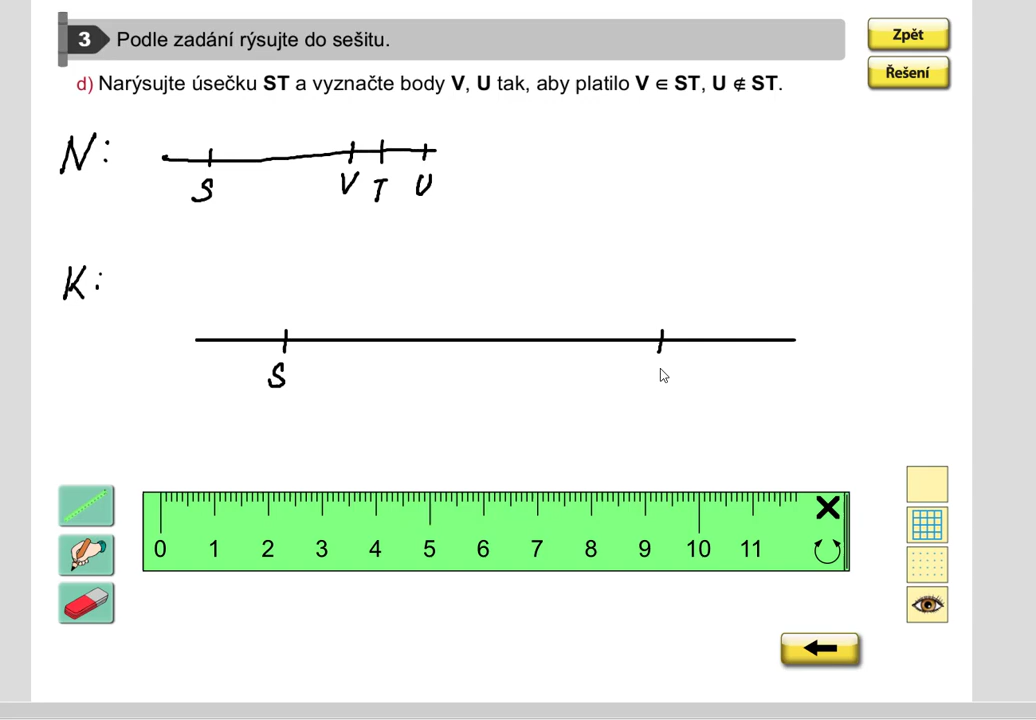 3 Podle zadání rýsujte do sešitu.
Zpět
Řešení
d) Narýsujte úsečku ST a vyznačte body V, U tak, aby platilo V ∈ ST, U ∉ ST.
N:
S V T U
K:
S
0 1 2 3 4 5 6 7 8 9 10 11